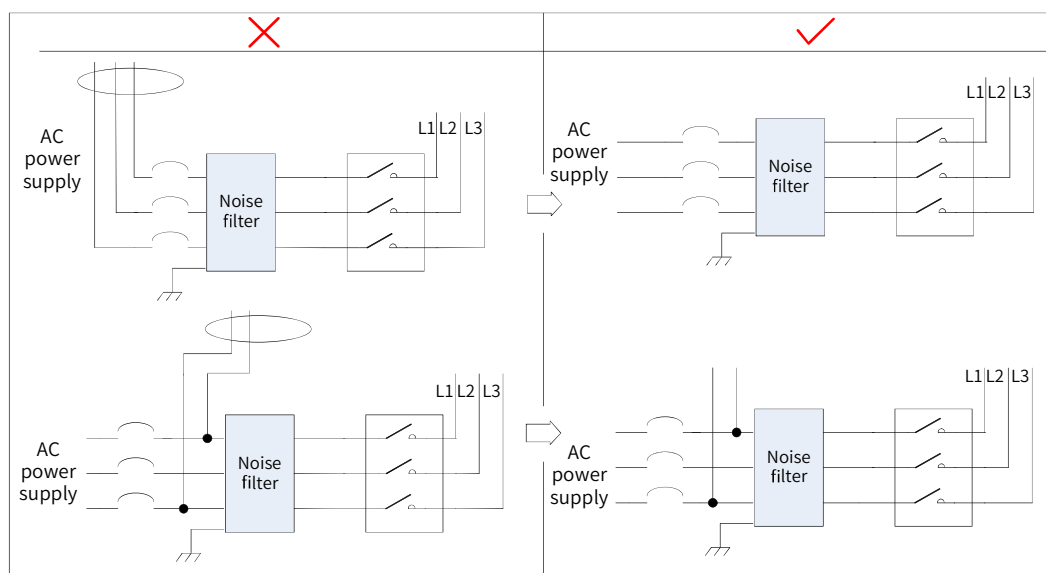 L1 L2 L3
AC
power
supply
Noise
filter
L1 L2 L3
AC
power
supply
Noise
filter
L1 L2 L3
AC
power
supply
Noise
filter
L1 L2 L3
AC
power
supply
Noise
filter